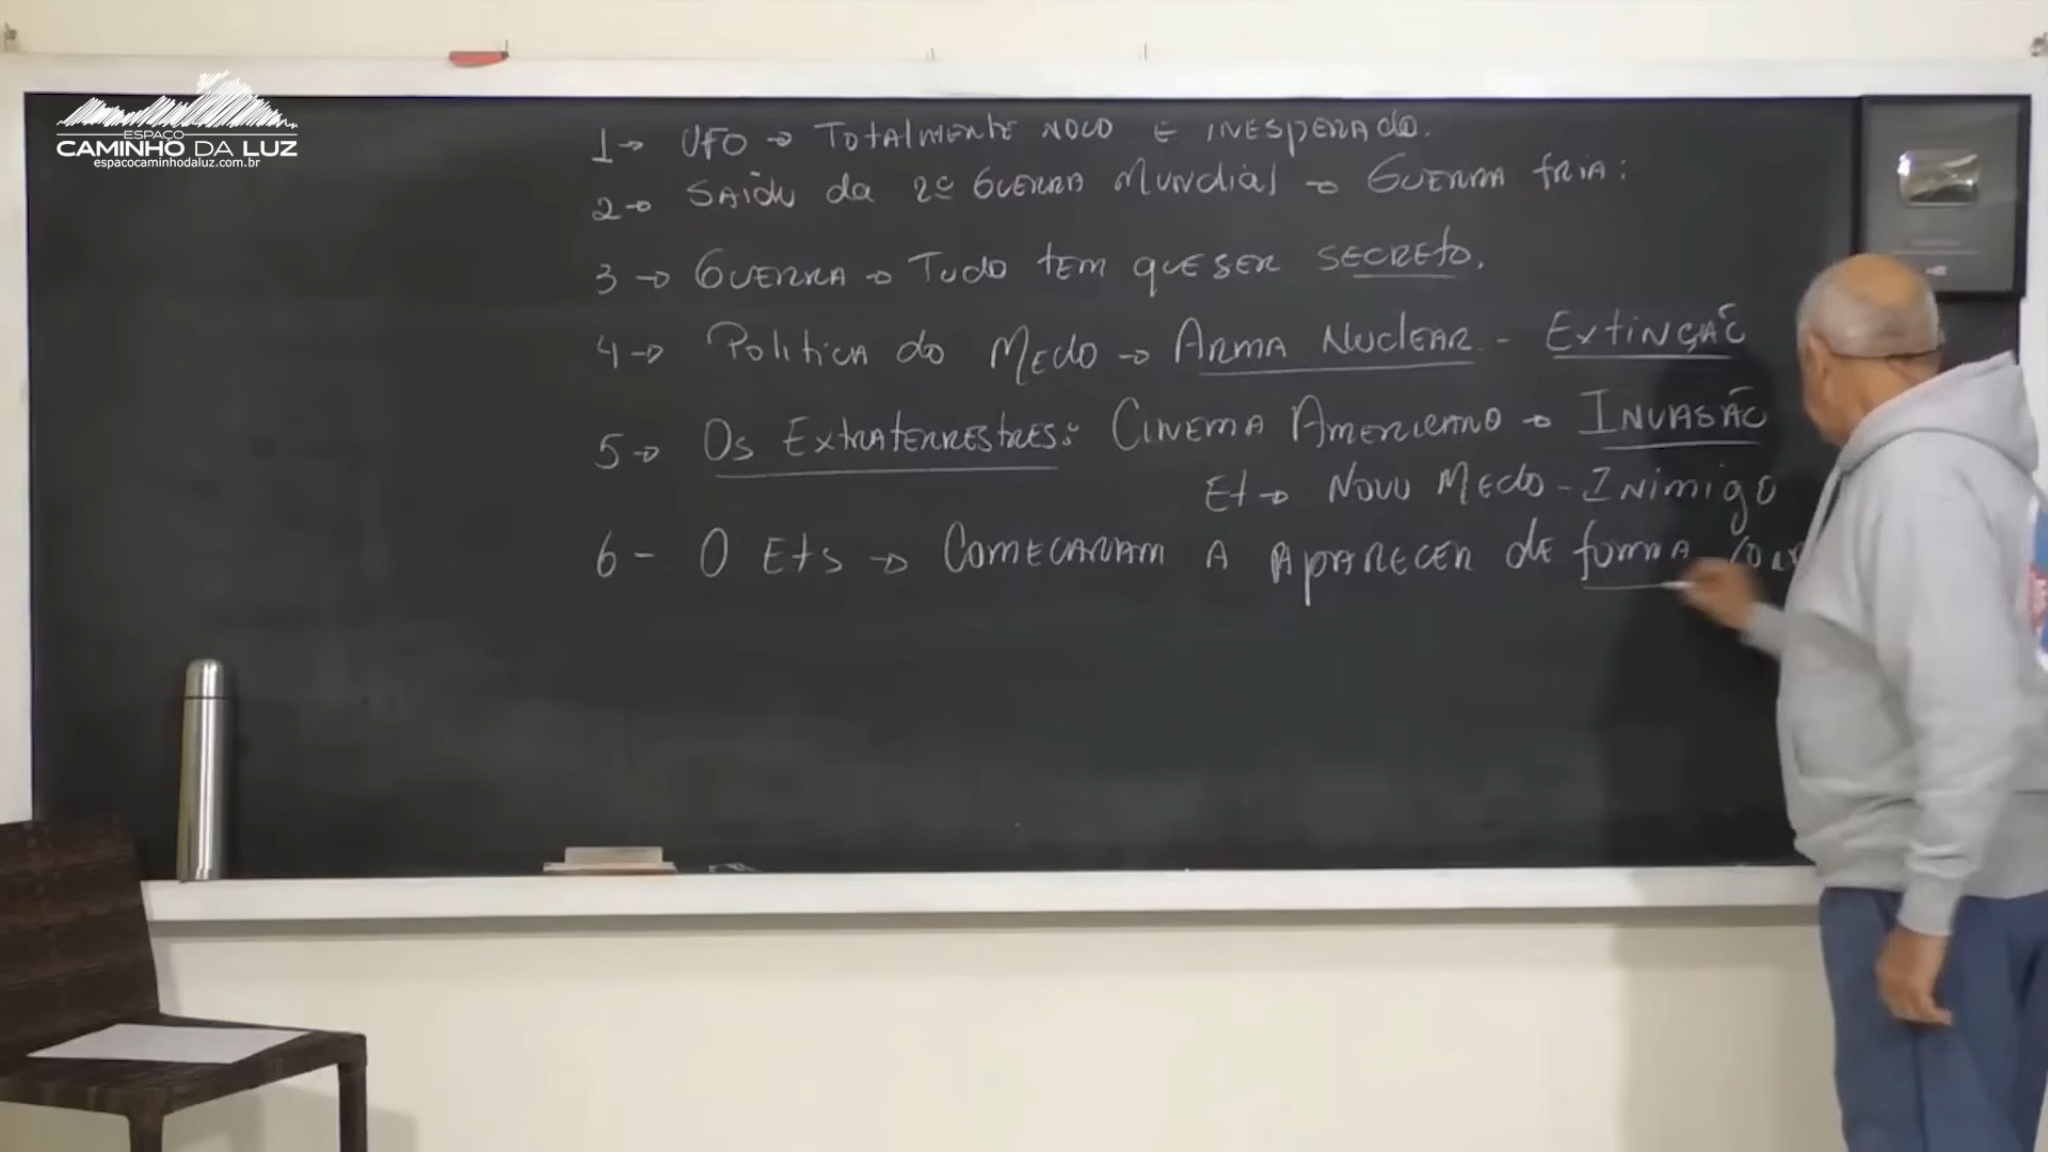 ESPAÇO
CAMINHO DA LUZ
espacocaminhodaluz.com.br
1→ UFO → Totalmente novo e inesperado.
2→ Saída da 2ª Guerra Mundial → Guerra fria:
3 → Guerra → Tudo tem que ser secreto.
4 → Politica do Medo → Arma Nuclear - Extinção
5 → Os Extraterrestres: Cinema Americano → Invasão
Et → Novo Medo - Inimigo
6 - O Ets → Comecaram a aparecer de forma